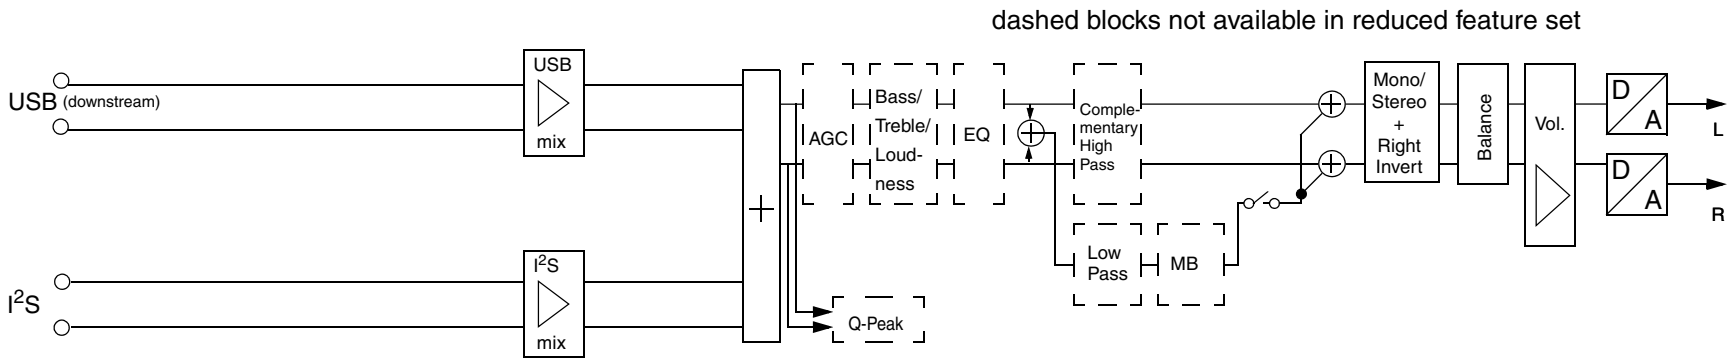 dashed blocks not available in reduced feature set
USB (downstream)
USB
mix
I²S
I²S
mix
+
AGC
Bass/
Treble/
Loud-
ness
EQ
+
Comple-
mentary
High
Pass
Low
Pass
MB
Q-Peak
+
+
Mono/
Stereo
+
Right
Invert
Balance
Vol.
D
A
L
D
A
R